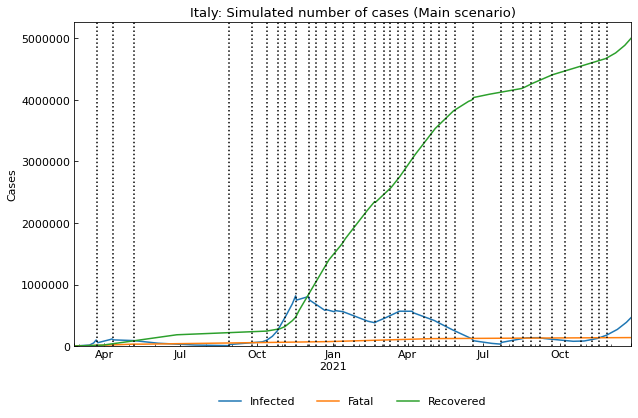 Italy: Simulated number of cases (Main scenario)
5000000
4000000
3000000
2000000
1000000
0
Cases
Apr Jul Oct Jan Apr Jul Oct
2021
Infected Fatal Recovered